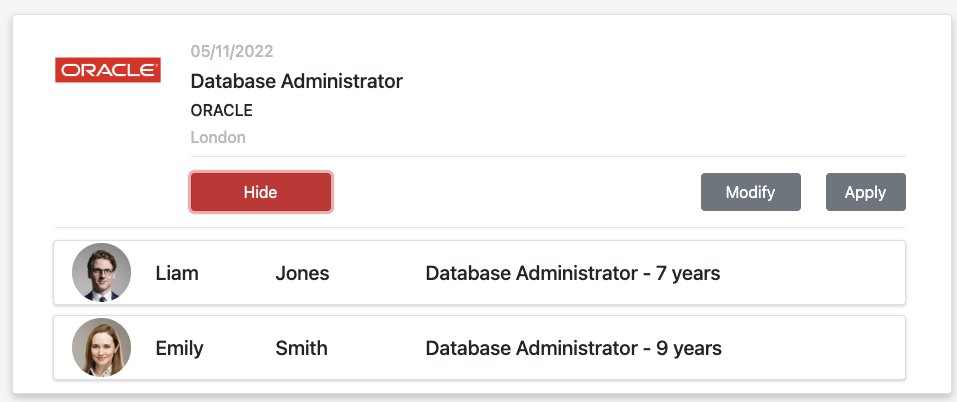 ORACLE
05/11/2022
Database Administrator
ORACLE
London
Hide Modify Apply
Liam Jones Database Administrator - 7 years
Emily Smith Database Administrator - 9 years